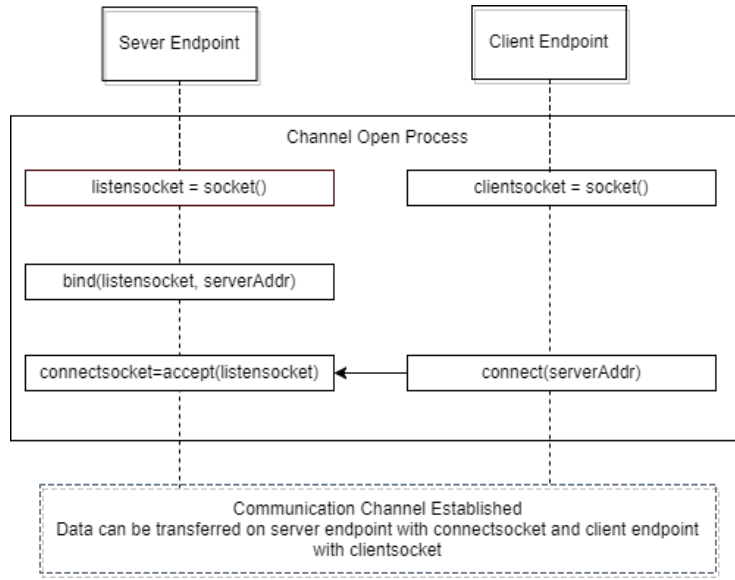 Sever Endpoint
Client Endpoint
Channel Open Process
listensocket = socket()
clientsocket = socket()
bind(listensocket, serverAddr)
connectsocket=accept(listensocket)
connect(serverAddr)
Communication Channel Established
Data can be transferred on server endpoint with connectsocket and client endpoint
with clientsocket